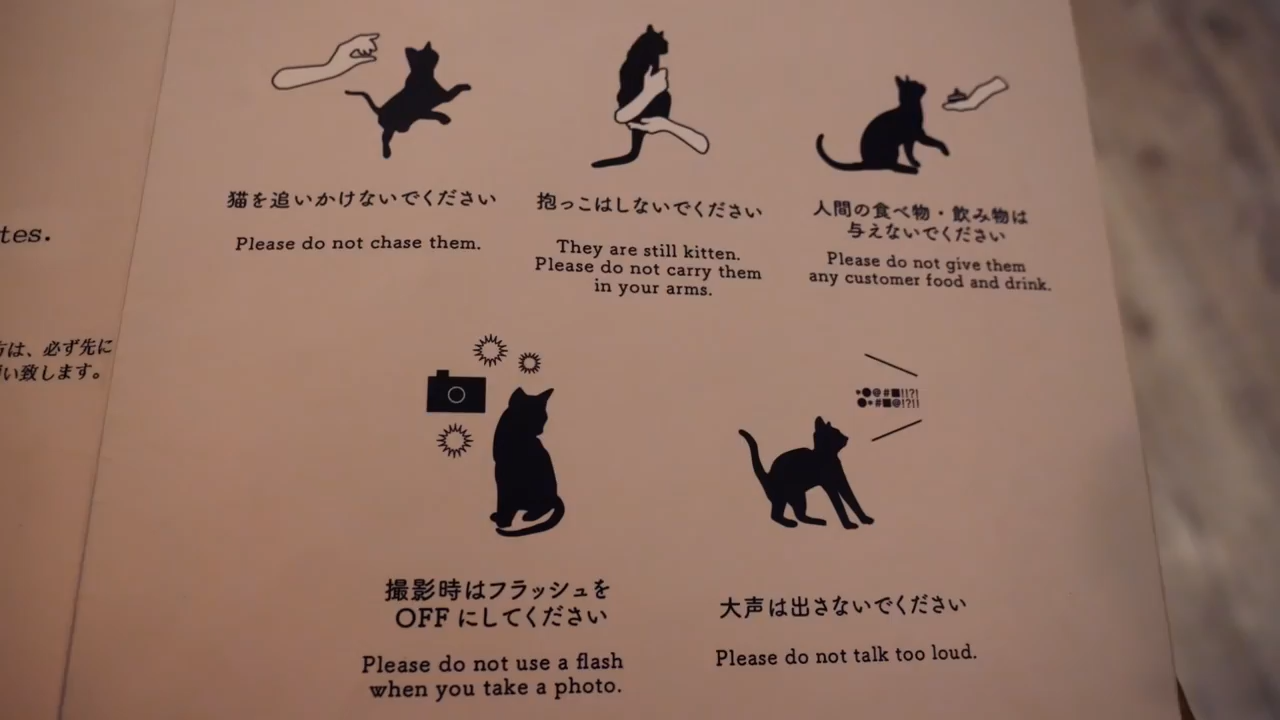 猫を追いかけないでください
Please do not chase them.
抱っこはしないでください
They are still kitten.
Please do not carry them
in your arms.
人間の食べ物・飲み物は
与えないでください
Please do not give them
any customer food and drink.
tes.
は、必ず先に
い致します。
*●@#■!!?!
●*#■@!?!!
撮影時はフラッシュを
OFFにしてください
Please do not use a flash
when you take a photo.
大声は出さないでください
Please do not talk too loud.